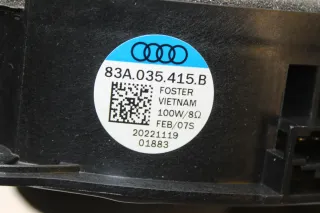 83A.035.415.B
FOSTER
VIETNAM
100W/8Ω
FEB/07S
20221119
01883